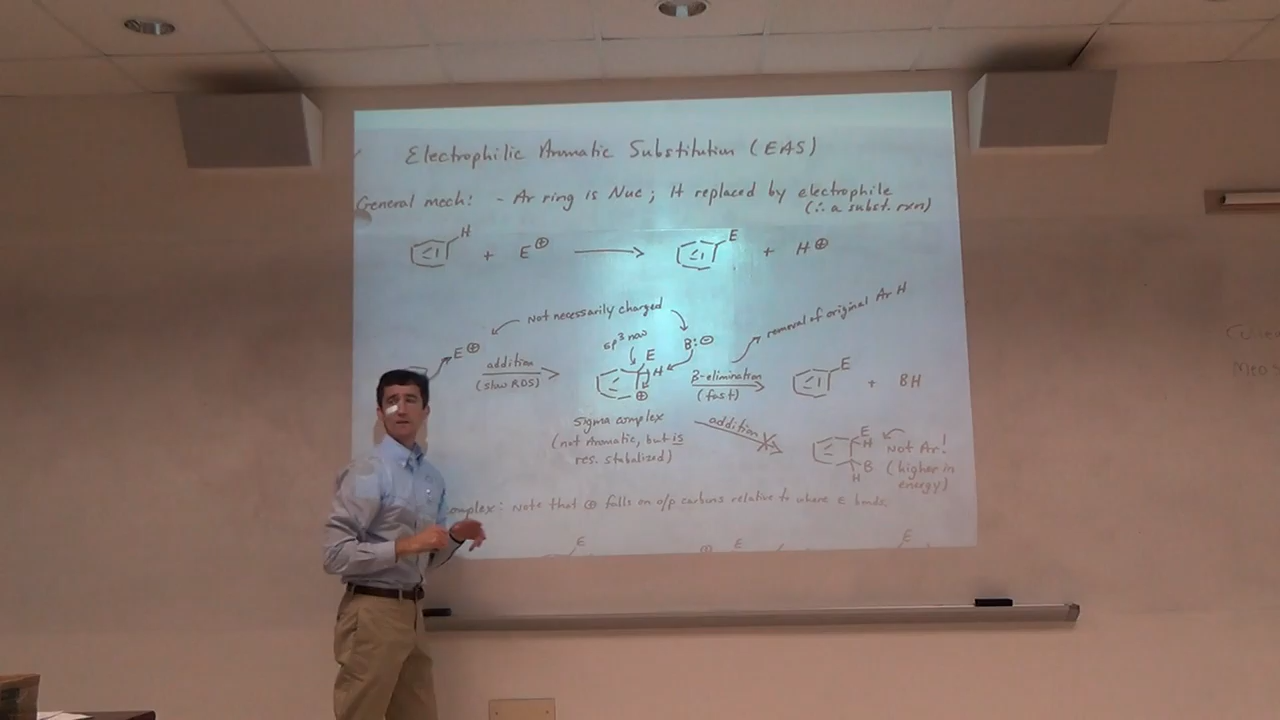 Electrophilic Aromatic Substitution (EAS)
General mech: - Ar ring is Nuc; H replaced by electrophile
(∴ a subst. rxn)
H + E⊕ → E + H⊕
Not necessarily charged
removal of original Ar H
E⊕ addition (slow RDS)
sp3 now
E H ⊕
B:⊖
β-elimination (fast)
E + BH
sigma complex
(not Aromatic, but is
res. stabalized)
addition
E H B H
Not Ar!
(higher in
energy)
omplex: Note that ⊕ falls on o/p carbons relative to where E bonds.
E ⊕ E E